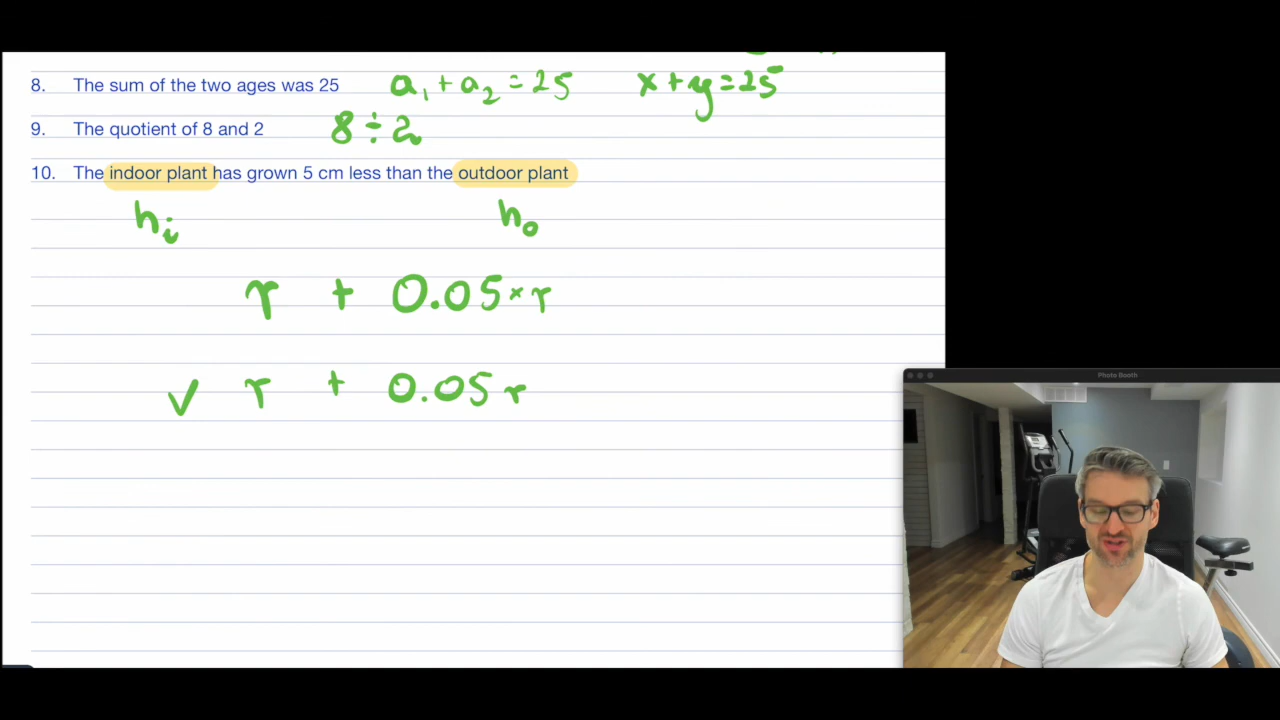 8. The sum of the two ages was 25 a₁ + a₂ = 25 x + y = 25
9. The quotient of 8 and 2 8 ÷ 2
10. The indoor plant has grown 5 cm less than the outdoor plant
hᵢ hₒ
r + 0.05 × r
✓ r + 0.05 r
Photo Booth